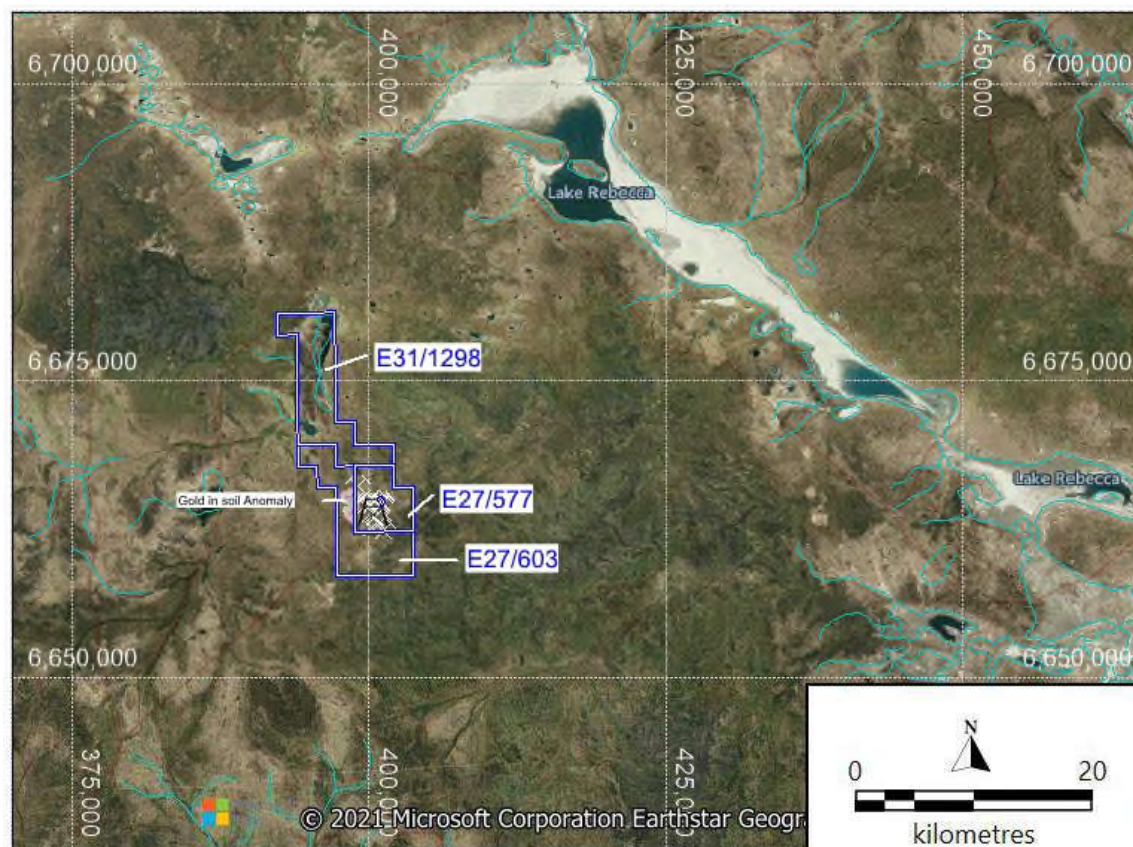 400,000
425,000
450,000
6,700,000
6,700,000
Lake Rebecca
E31/1298
6,675,000
6,675,000
Lake Rebecca
Gold in soil Anomaly
E27/577
E27/603
6,650,000
6,650,000
375,000
400,000
425,000
N
0 20
kilometres
© 2021 Microsoft Corporation Earthstar Geogra